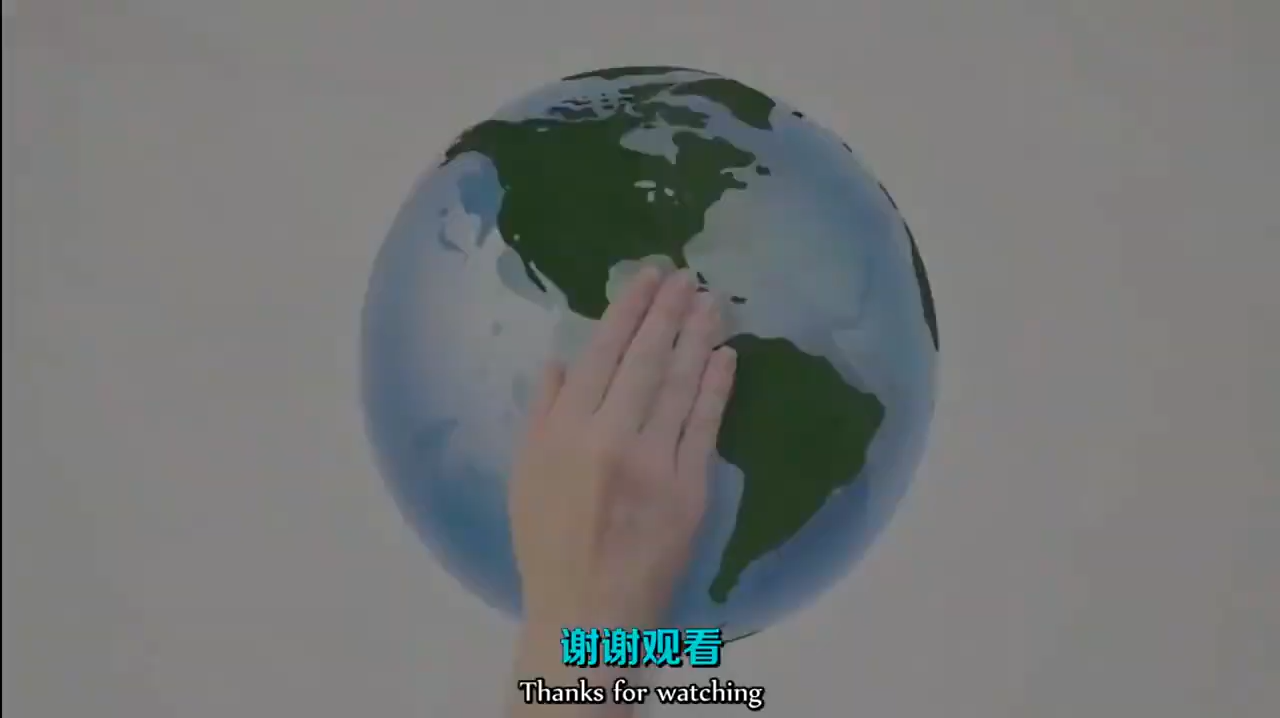 谢谢观看
Thanks for watching